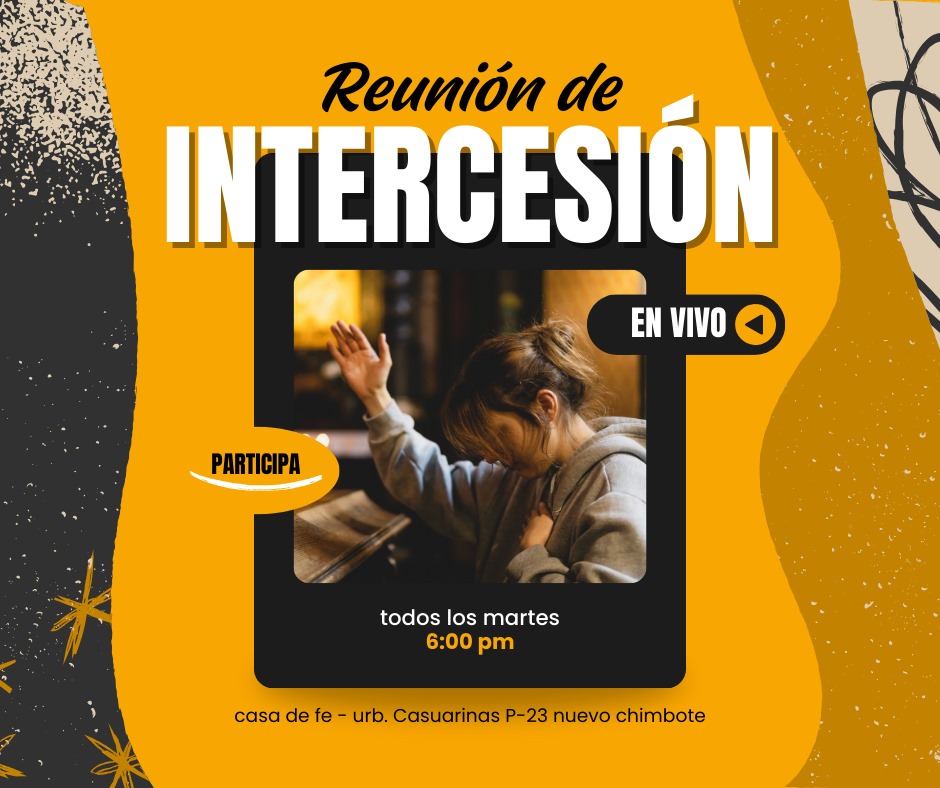 Reunión de
INTERCESIÓN
EN VIVO
PARTICIPA
todos los martes
6:00 pm
casa de fe - urb. Casuarinas P-23 nuevo chimbote